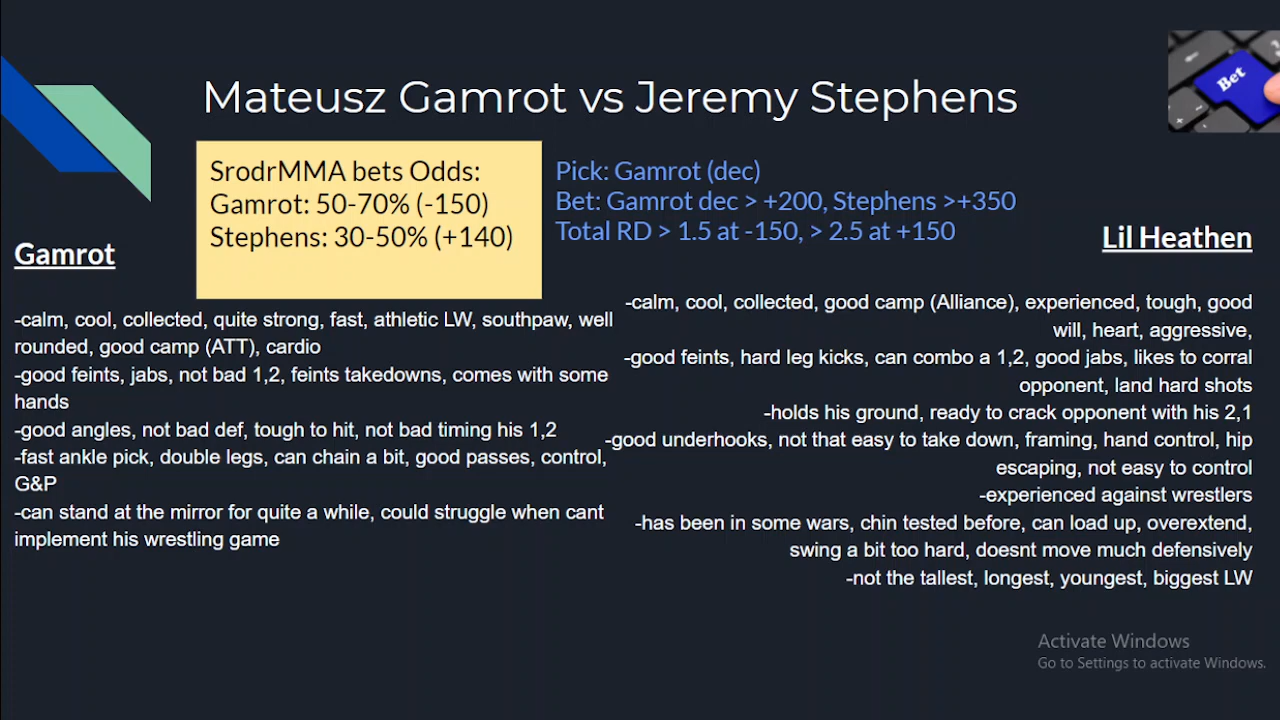 Bet
Mateusz Gamrot vs Jeremy Stephens
SrodrMMA bets Odds:
Gamrot: 50-70% (-150)
Stephens: 30-50% (+140)
Pick: Gamrot (dec)
Bet: Gamrot dec > +200, Stephens >+350
Total RD > 1.5 at -150, > 2.5 at +150
Gamrot
-calm, cool, collected, quite strong, fast, athletic LW, southpaw, well
rounded, good camp (ATT), cardio
-good feints, jabs, not bad 1,2, feints takedowns, comes with some
hands
-good angles, not bad def, tough to hit, not bad timing his 1,2
-fast ankle pick, double legs, can chain a bit, good passes, control,
G&P
-can stand at the mirror for quite a while, could struggle when cant
implement his wrestling game
Lil Heathen
-calm, cool, collected, good camp (Alliance), experienced, tough, good
will, heart, aggressive,
-good feints, hard leg kicks, can combo a 1,2, good jabs, likes to corral
opponent, land hard shots
-holds his ground, ready to crack opponent with his 2,1
-good underhooks, not that easy to take down, framing, hand control, hip
escaping, not easy to control
-experienced against wrestlers
-has been in some wars, chin tested before, can load up, overextend,
swing a bit too hard, doesnt move much defensively
-not the tallest, longest, youngest, biggest LW
Activate Windows
Go to Settings to activate Windows.